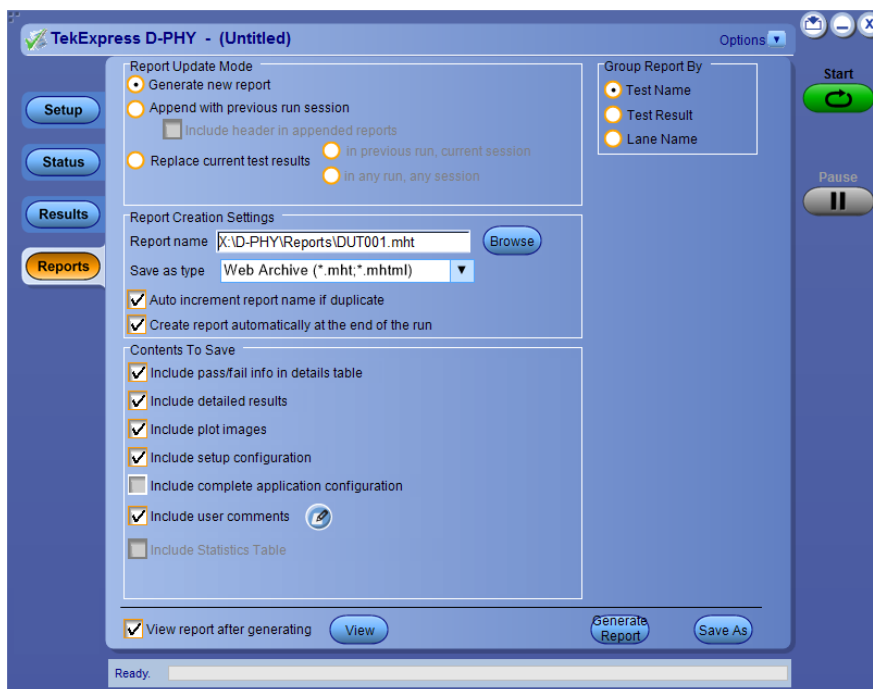 TekExpress D-PHY - (Untitled)
Options
Setup
Status
Results
Reports
Report Update Mode
Generate new report
Append with previous run session
Include header in appended reports
Replace current test results
in previous run, current session
in any run, any session
Group Report By
Test Name
Test Result
Lane Name
Start
Pause
Report Creation Settings
Report name X:\D-PHY\Reports\DUT001.mht
Browse
Save as type Web Archive (*.mht;*.mhtml)
Auto increment report name if duplicate
Create report automatically at the end of the run
Contents To Save
Include pass/fail info in details table
Include detailed results
Include plot images
Include setup configuration
Include complete application configuration
Include user comments
Include Statistics Table
View report after generating
View
Generate
Report
Save As
Ready.